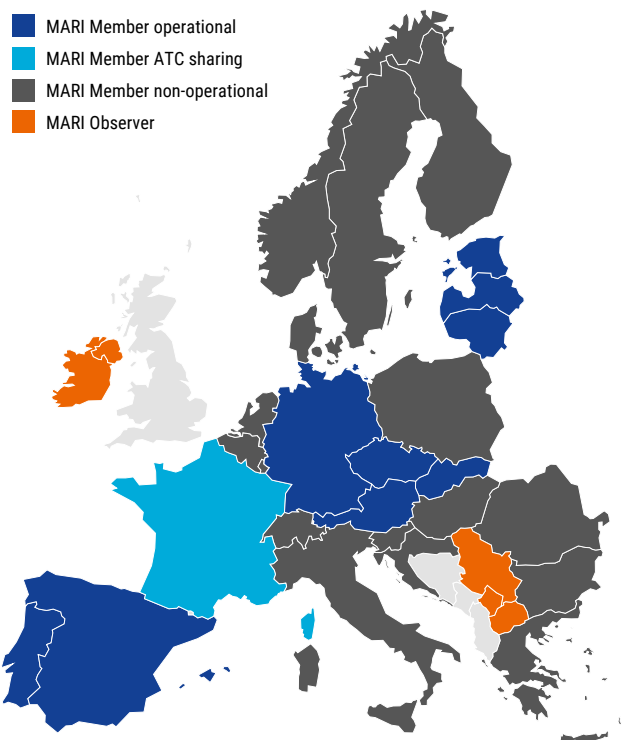 MARI Member operational
MARI Member ATC sharing
MARI Member non-operational
MARI Observer